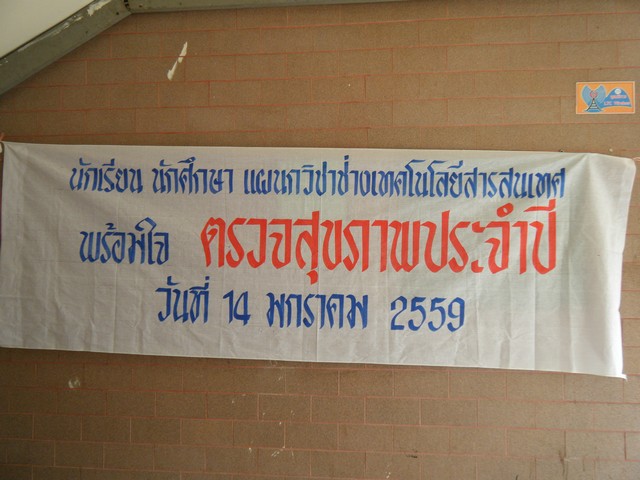 นักเรียน นักศึกษา แผนกวิชาช่างเทคโนโลยีสารสนเทศ
พร้อมใจ ตรวจสุขภาพประจำปี
วันที่ 14 มกราคม 2559